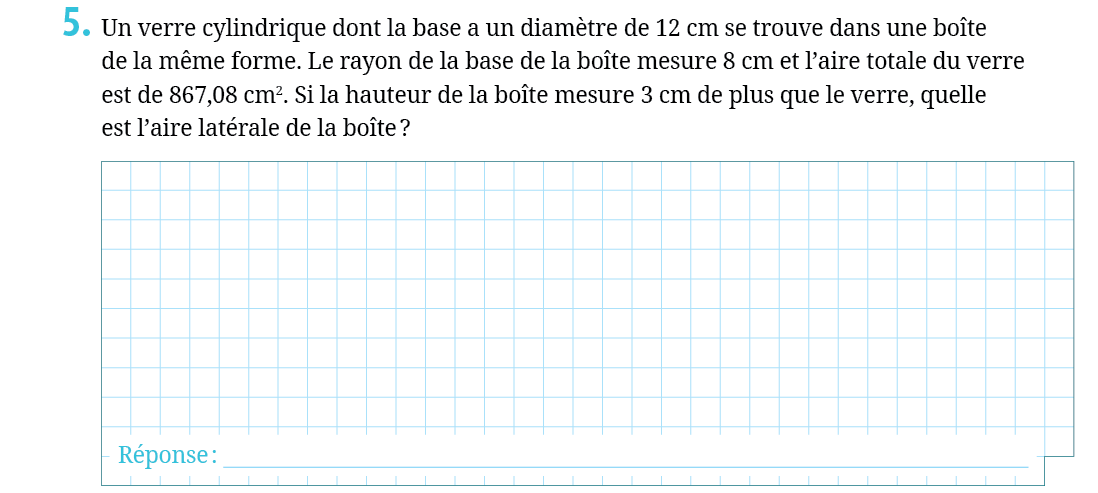 5. Un verre cylindrique dont la base a un diamètre de 12 cm se trouve dans une boîte
de la même forme. Le rayon de la base de la boîte mesure 8 cm et l’aire totale du verre
est de 867,08 cm². Si la hauteur de la boîte mesure 3 cm de plus que le verre, quelle
est l’aire latérale de la boîte ?
Réponse :